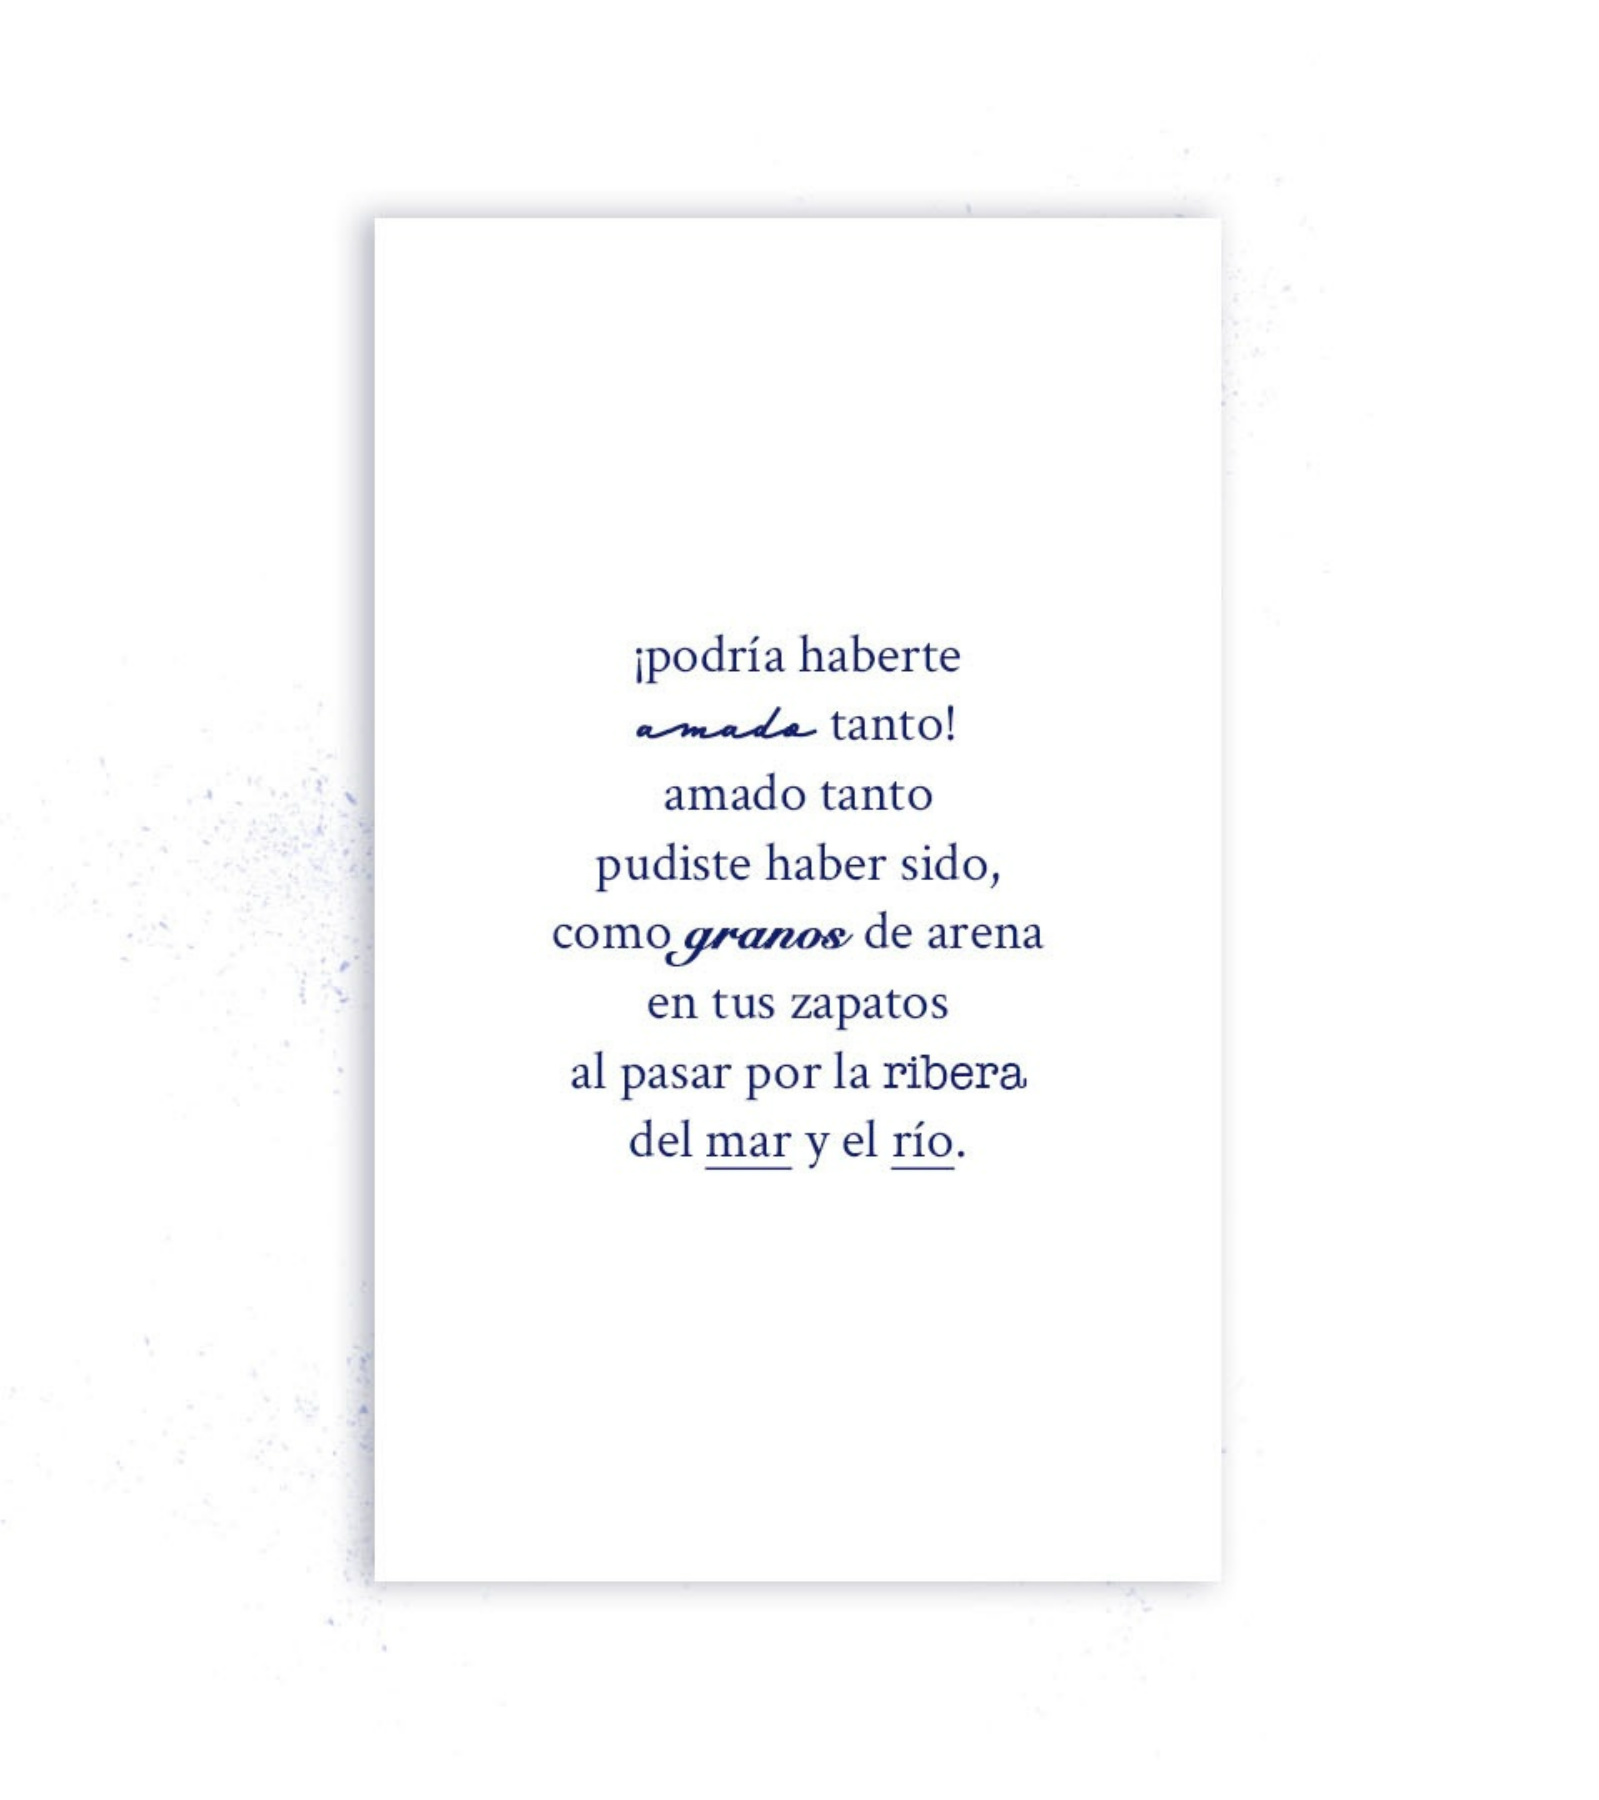 ¡podría haberte
amado tanto!
amado tanto
pudiste haber sido,
como granos de arena
en tus zapatos
al pasar por la ribera
del mar y el río.